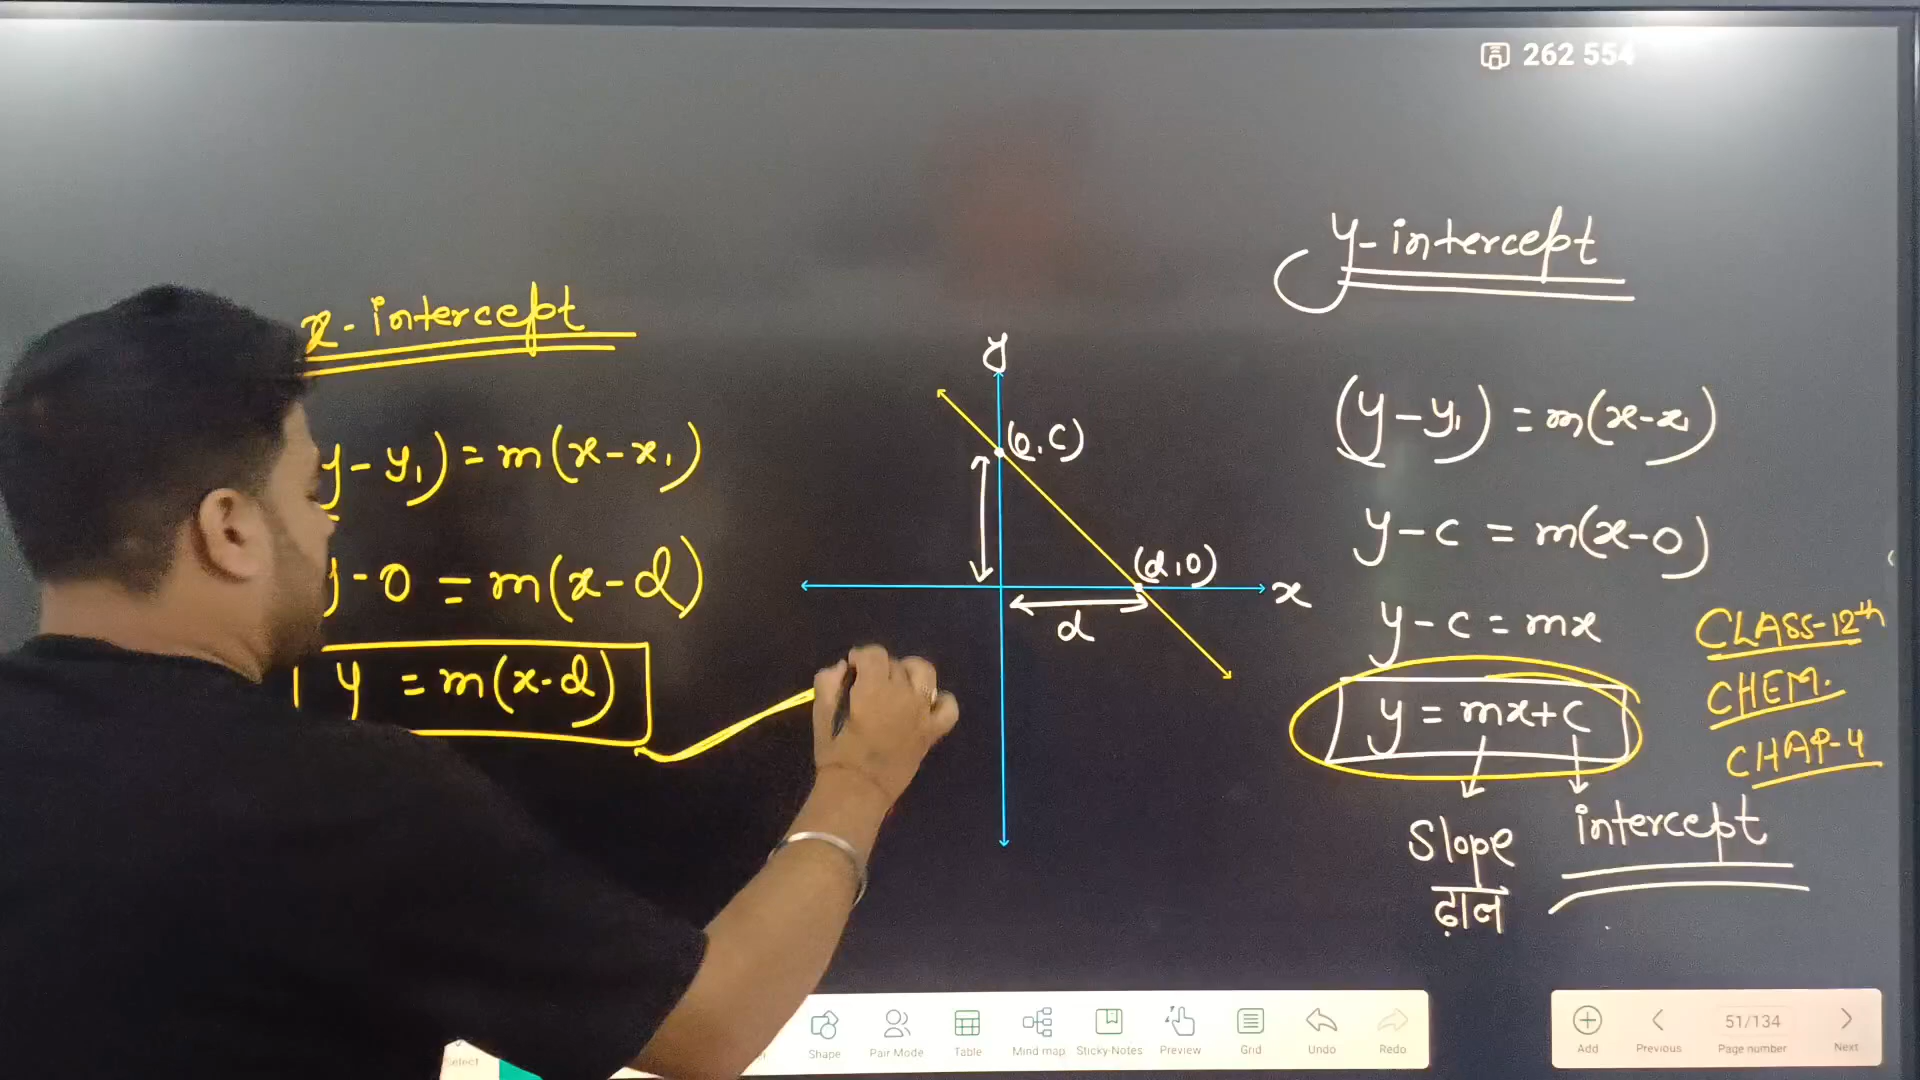 262 554
x-intercept
y-y₁)=m(x-x₁)
y-0=m(x-d)
y=m(x-d)
y
(0,C)
(d,0)
x
d
y-intercept
(y-y₁)=m(x-x₁)
y-c=m(x-0)
y-c=mx
y=mx+c
Slope
ढ़ाल
intercept
CLASS-12th
CHEM.
CHAP-4
Select
Shape
Pair Mode
Table
Mind map
Sticky Notes
Preview
Grid
Undo
Redo
Add
Previous
51/134
Page number
Next